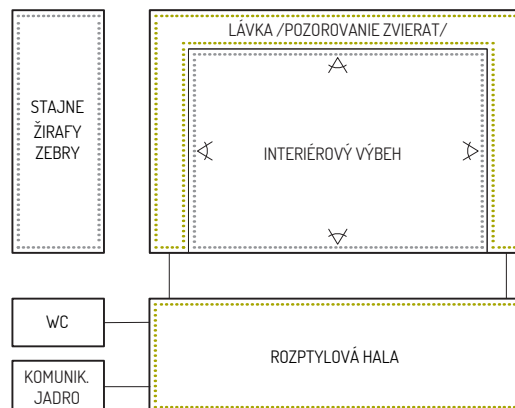 LÁVKA /POZOROVANIE ZVIERAT/
STAJNE
ŽIRAFY
ZEBRY
INTERIÉROVÝ VÝBEH
WC
ROZPTYLOVÁ HALA
KOMUNIK.
JADRO